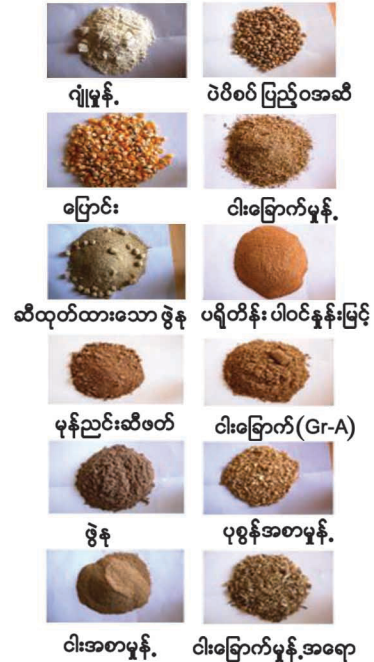 ဂျုံမှုန့် ပဲပိစပ် ပြည့်ဝအဆီ
ပြောင်း ငါးခြောက်မှုန့်
ဆီထုတ်ထားသော ဖွဲနု ပရိုတိန်း ပါဝင်နှုန်းမြင့်
မုန်ညင်းဆီဖတ် ငါးခြောက်(Gr-A)
ဖွဲနု ပုစွန်အစာမှုန့်
ငါးအစာမှုန့် ငါးခြောက်မှုန့်အရော